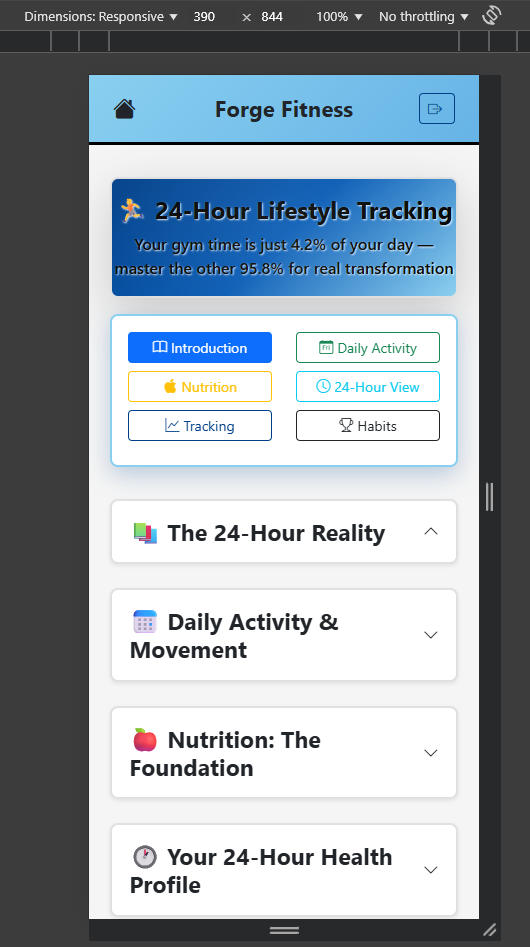 Dimensions: Responsive 390 × 844 100% No throttling
Forge Fitness
24-Hour Lifestyle Tracking
Your gym time is just 4.2% of your day —
master the other 95.8% for real transformation
Introduction
Daily Activity
Nutrition
24-Hour View
Tracking
Habits
The 24-Hour Reality
Daily Activity &
Movement
Nutrition: The
Foundation
Your 24-Hour Health
Profile